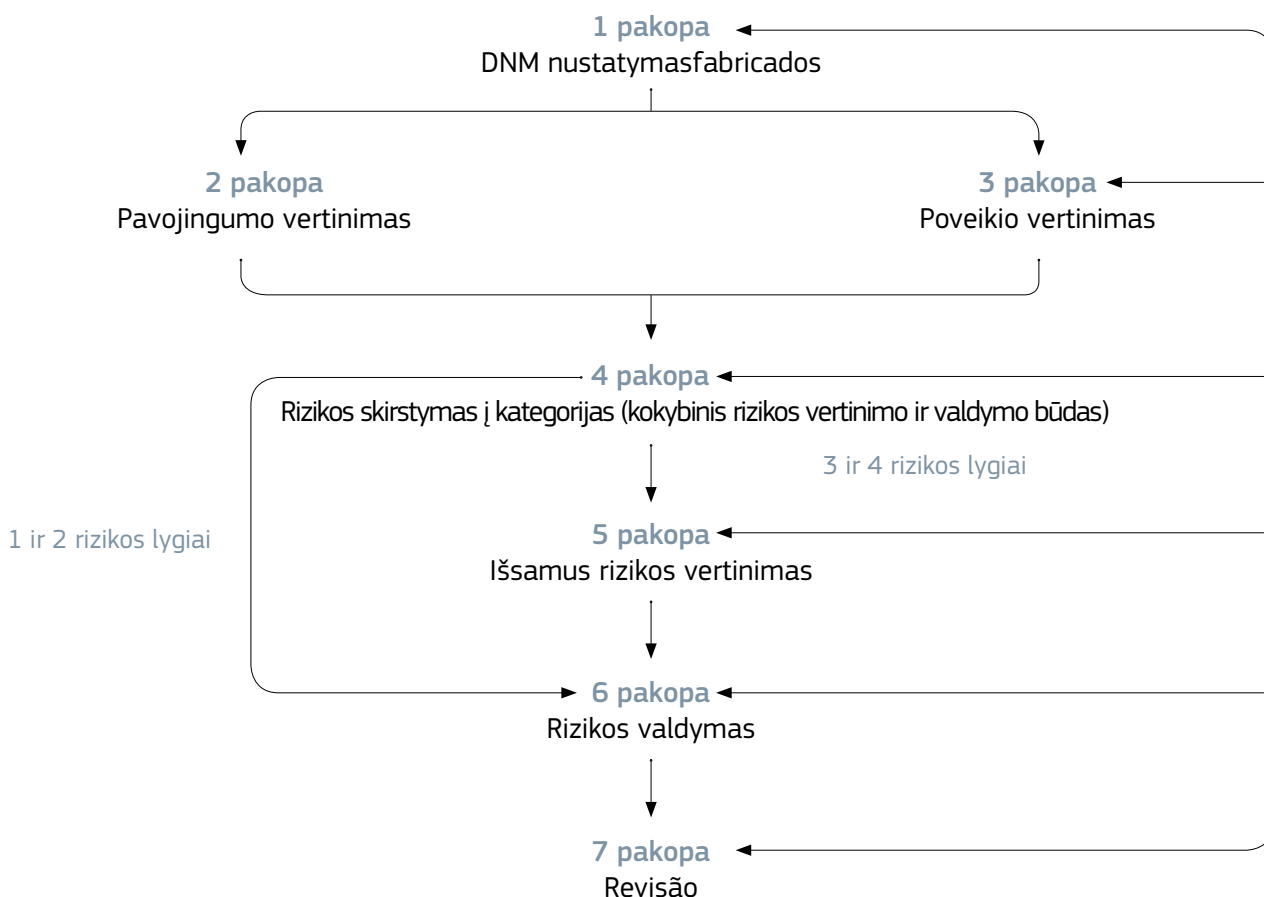 1 pakopa
DNM nustatymasfabricados
2 pakopa
Pavojingumo vertinimas
3 pakopa
Poveikio vertinimas
4 pakopa
Rizikos skirstymas į kategorijas (kokybinis rizikos vertinimo ir valdymo būdas)
3 ir 4 rizikos lygiai
1 ir 2 rizikos lygiai
5 pakopa
Išsamus rizikos vertinimas
6 pakopa
Rizikos valdymas
7 pakopa
Revisão